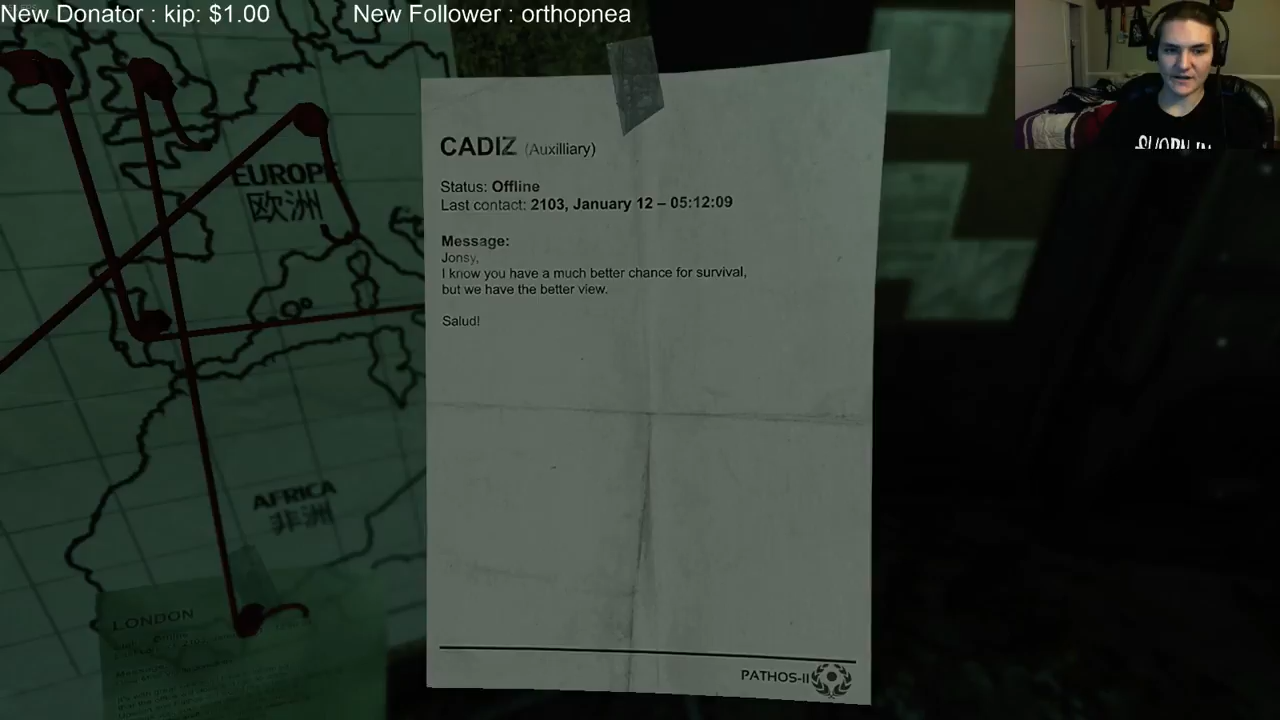 New Donator : kip: $1.00
New Follower : orthopnea
EUROPE
欧洲
AFRICA
非洲
LONDON
CADIZ (Auxilliary)
Status: Offline
Last contact: 2103, January 12 – 05:12:09
Message:
Jonsy,
I know you have a much better chance for survival,
but we have the better view.
Salud!
PATHOS-II